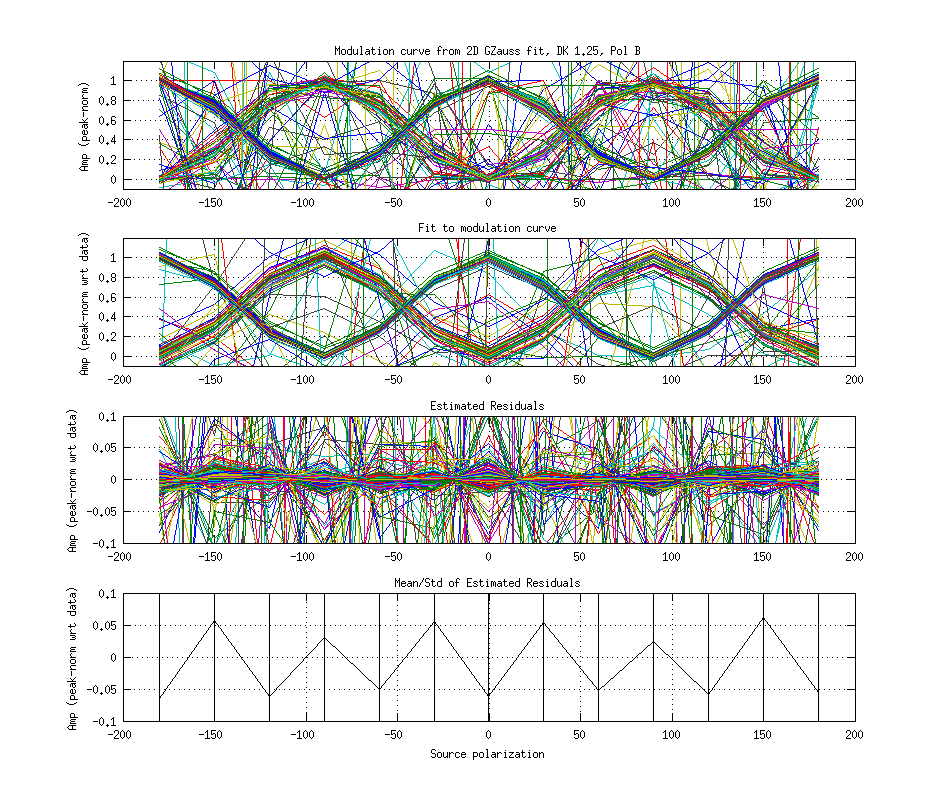 Modulation curve from 2D GZauss fit, DK 1.25, Pol B
Amp (peak-norm)
1
0.8
0.6
0.4
0.2
0
-200 -150 -100 -50 0 50 100 150 200
Fit to modulation curve
Amp (peak-norm wrt data)
1
0.8
0.6
0.4
0.2
0
-200 -150 -100 -50 0 50 100 150 200
Estimated Residuals
Amp (peak-norm wrt data)
0.1
0.05
0
-0.05
-0.1
-200 -150 -100 -50 0 50 100 150 200
Mean/Std of Estimated Residuals
Amp (peak-norm wrt data)
0.1
0.05
0
-0.05
-0.1
-200 -150 -100 -50 0 50 100 150 200
Source polarization